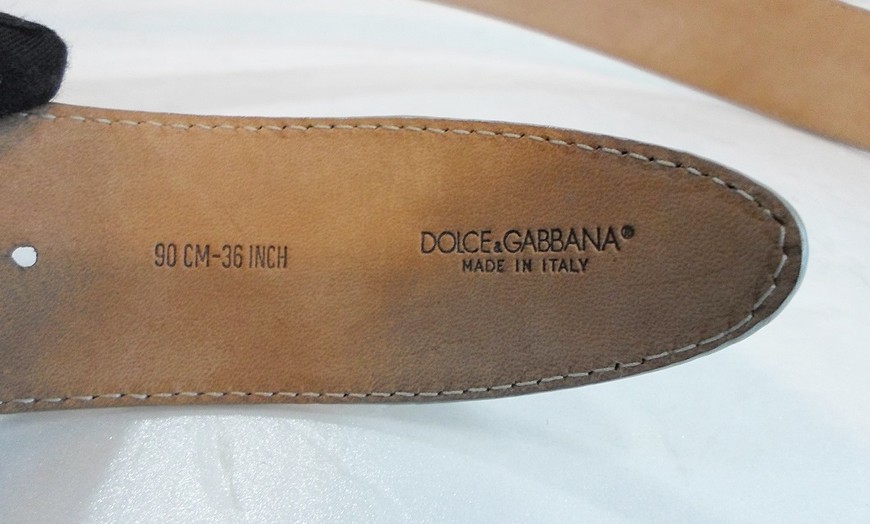 90 CM-36 INCH
DOLCE&GABBANA®
MADE IN ITALY